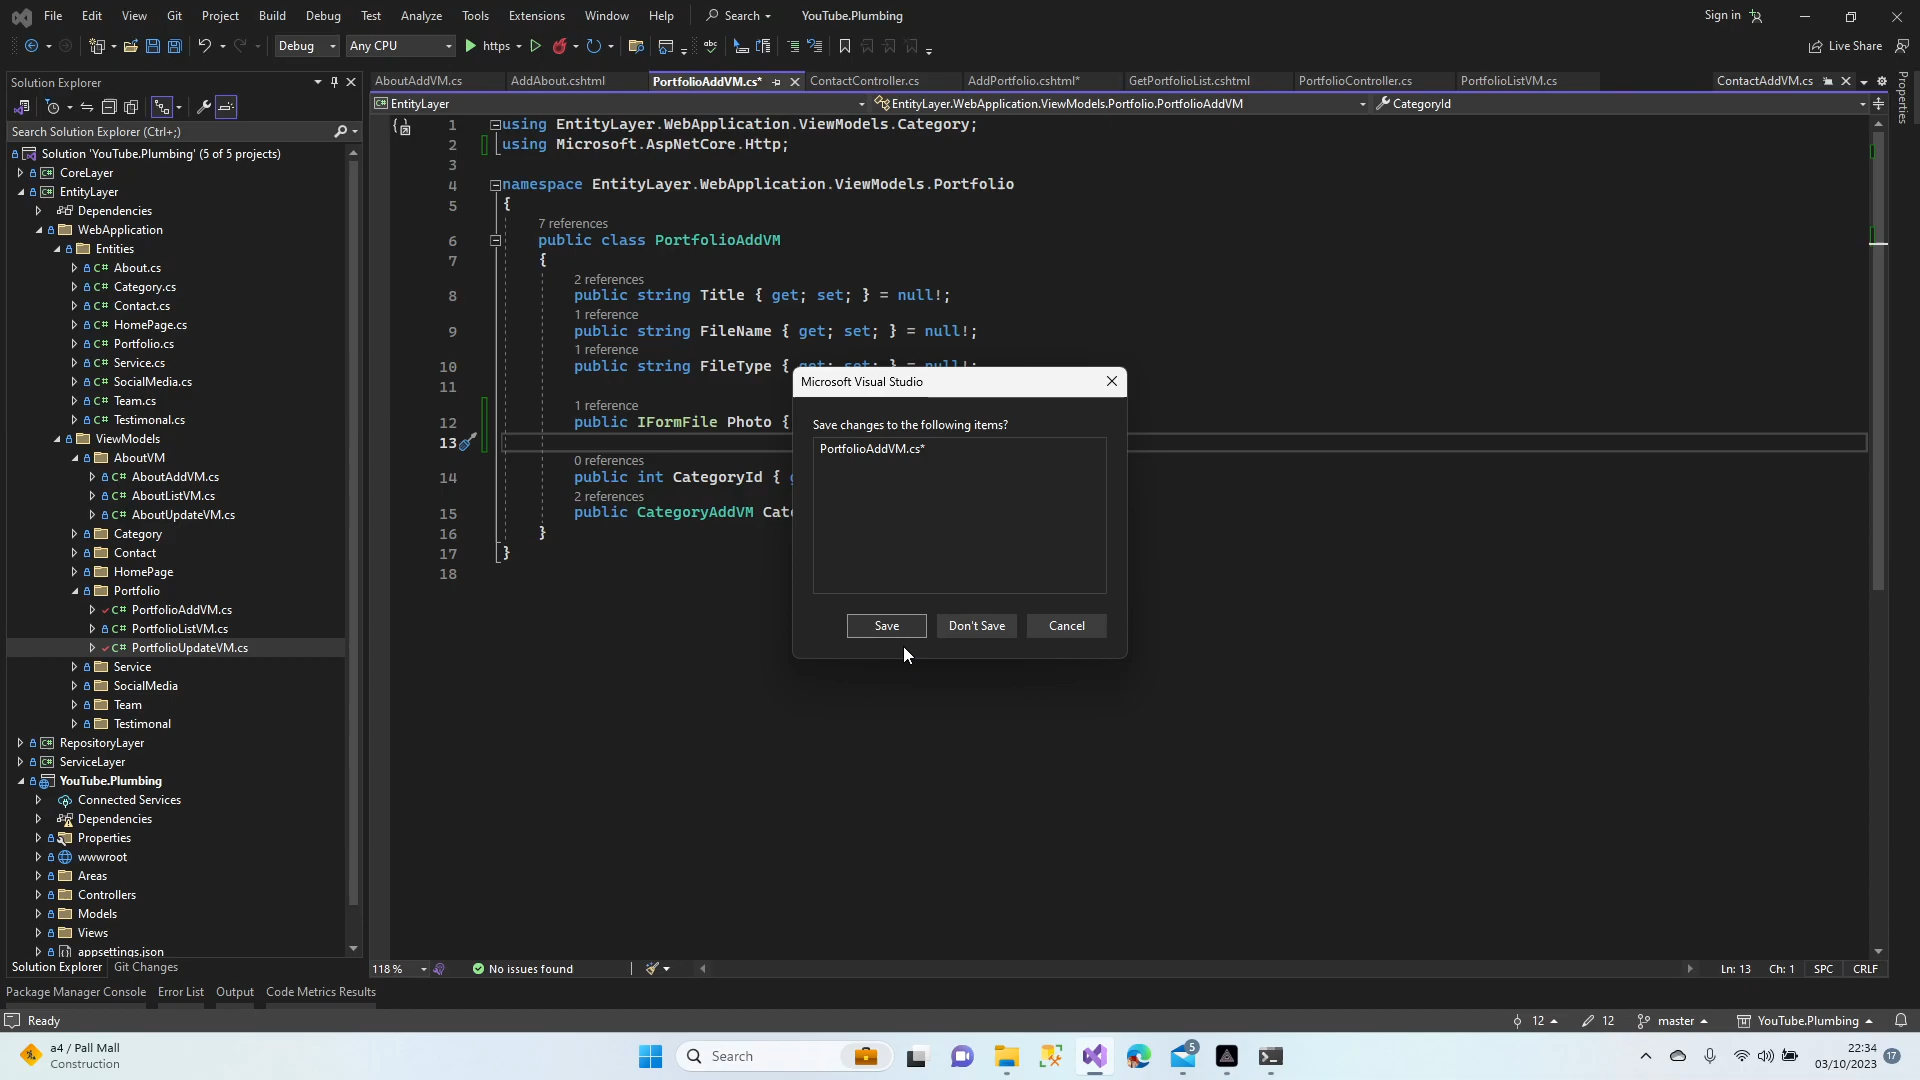 File Edit View Git Project Build Debug Test Analyze Tools Extensions Window Help Search YouTube.Plumbing Sign in
Debug Any CPU https Live Share
Solution Explorer
AboutAddVM.cs AddAbout.cshtml PortfolioAddVM.cs* ContactController.cs AddPortfolio.cshtml* GetPortfolioList.cshtml PortfolioController.cs PortfolioListVM.cs ContactAddVM.cs
Properties
EntityLayer EntityLayer.WebApplication.ViewModels.Portfolio.PortfolioAddVM CategoryId
Search Solution Explorer (Ctrl+;)
Solution 'YouTube.Plumbing' (5 of 5 projects)
CoreLayer
EntityLayer
Dependencies
WebApplication
Entities
C# About.cs
C# Category.cs
C# Contact.cs
C# HomePage.cs
C# Portfolio.cs
C# Service.cs
C# SocialMedia.cs
C# Team.cs
C# Testimonal.cs
ViewModels
AboutVM
C# AboutAddVM.cs
C# AboutListVM.cs
C# AboutUpdateVM.cs
Category
Contact
HomePage
Portfolio
C# PortfolioAddVM.cs
C# PortfolioListVM.cs
C# PortfolioUpdateVM.cs
Service
SocialMedia
Team
Testimonal
RepositoryLayer
ServiceLayer
YouTube.Plumbing
Connected Services
Dependencies
Properties
wwwroot
Areas
Controllers
Models
Views
appsettings.json
Solution Explorer Git Changes
1 using EntityLayer.WebApplication.ViewModels.Category;
2 using Microsoft.AspNetCore.Http;
3
4 namespace EntityLayer.WebApplication.ViewModels.Portfolio
5 {
7 references
6 public class PortfolioAddVM
7 {
2 references
8 public string Title { get; set; } = null!;
1 reference
9 public string FileName { get; set; } = null!;
1 reference
10 public string FileType { get; set; } = null!;
11
1 reference
12 public IFormFile Photo {
13
0 references
14 public int CategoryId {
2 references
15 public CategoryAddVM
16 }
17 }
18
Microsoft Visual Studio
Save changes to the following items?
PortfolioAddVM.cs*
Save Don't Save Cancel
118 % No issues found Ln: 13 Ch: 1 SPC CRLF
Package Manager Console Error List Output Code Metrics Results
Ready 12 12 master YouTube.Plumbing
a4 / Pall Mall
Construction
Search
5
22:34
03/10/2023
17